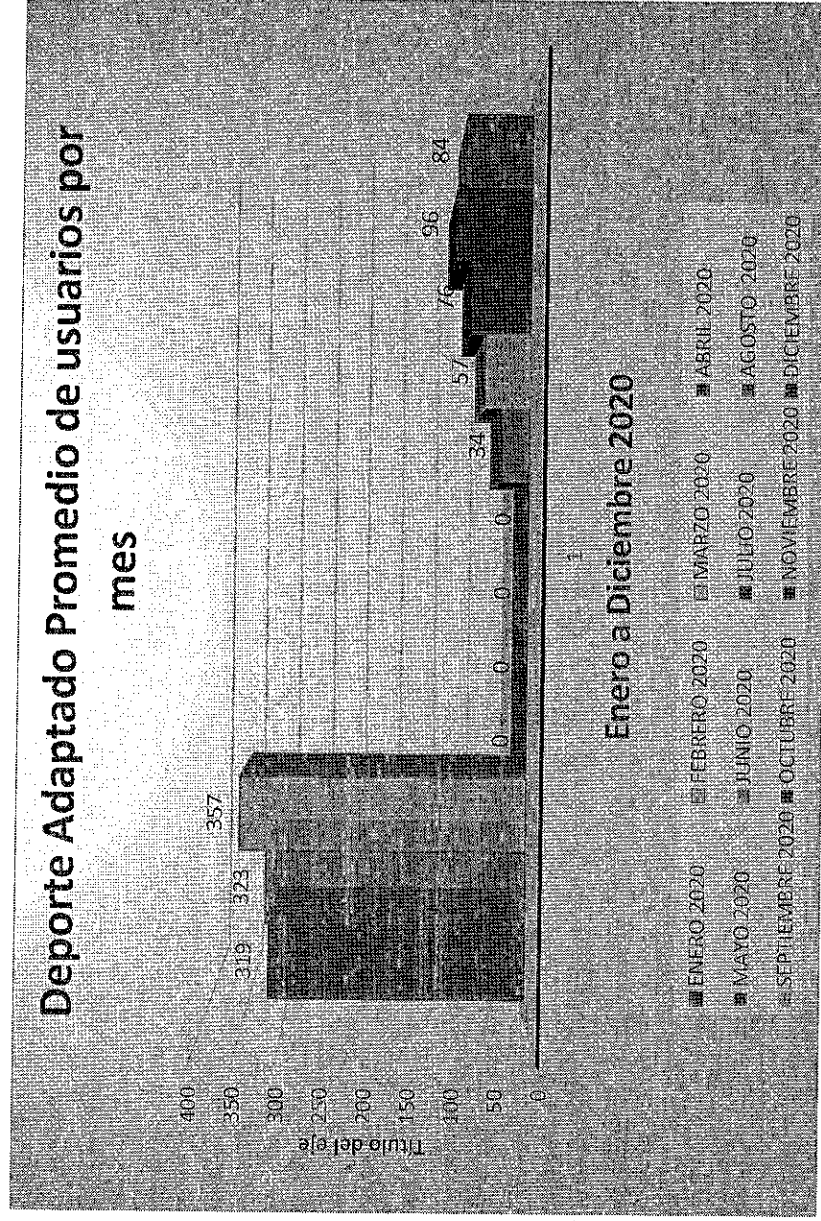 Deporte Adaptado Promedio de usuarios por
mes
400
350
300
250
200
150
100
50
0
Título del eje
319
323
357
0
0
0
0
34
57
76
96
84
1
Enero a Diciembre 2020
ENERO 2020
FEBRERO 2020
MARZO 2020
ABRIL 2020
MAYO 2020
JUNIO 2020
JULIO 2020
AGOSTO 2020
SEPTIEMBRE 2020
OCTUBRE 2020
NOVIEMBRE 2020
DICIEMBRE 2020